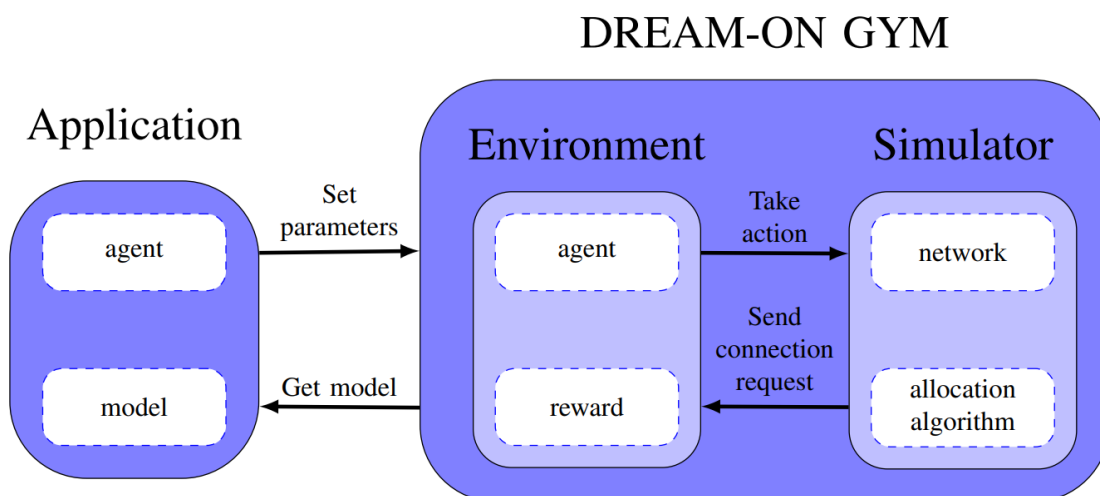 DREAM-ON GYM
Application
Environment
Simulator
Set
parameters
Take
action
agent
agent
network
Send
connection
request
Get model
model
reward
allocation
algorithm